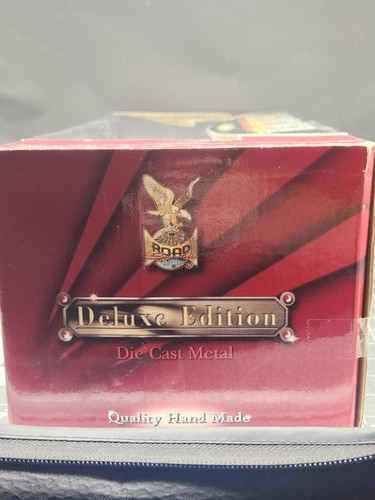 ROAD
®
Deluxe Edition
Die Cast Metal
Quality Hand Made